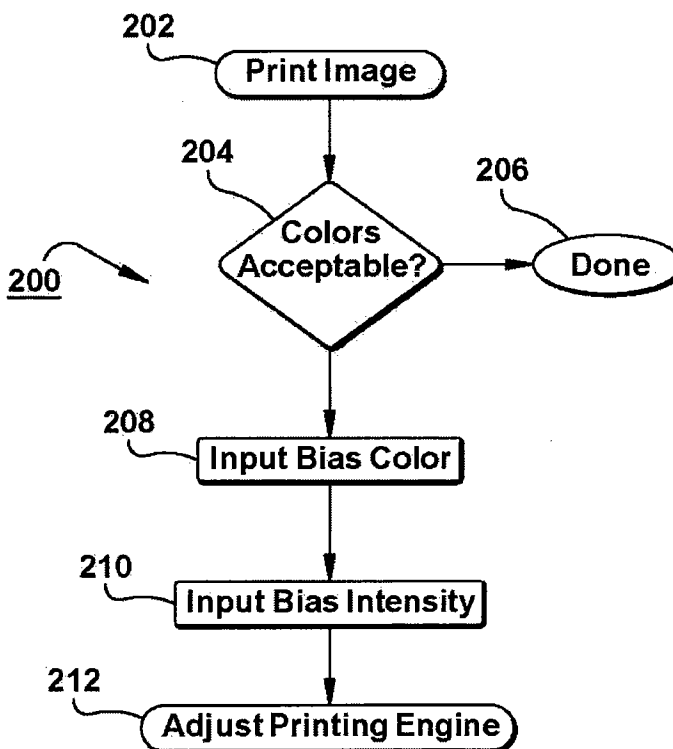 202
Print Image
204
Colors
Acceptable?
206
Done
200
208
Input Bias Color
210
Input Bias Intensity
212
Adjust Printing Engine